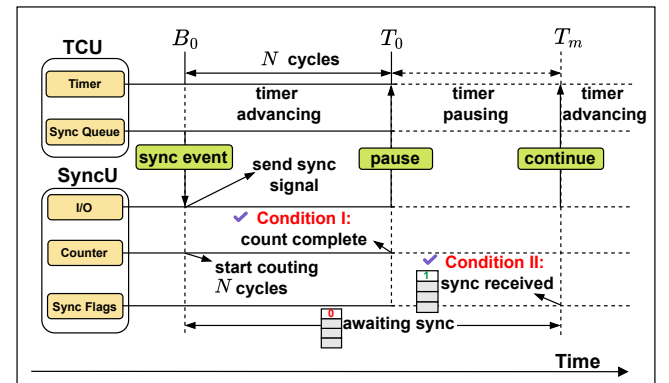 TCU
B₀
T₀
Tₘ
N cycles
Timer
timer advancing
timer pausing
timer advancing
Sync Queue
sync event
pause
continue
SyncU
send sync signal
I/O
Condition I:
count complete
Counter
start couting N cycles
Condition II:
sync received
1
Sync Flags
0
awaiting sync
Time